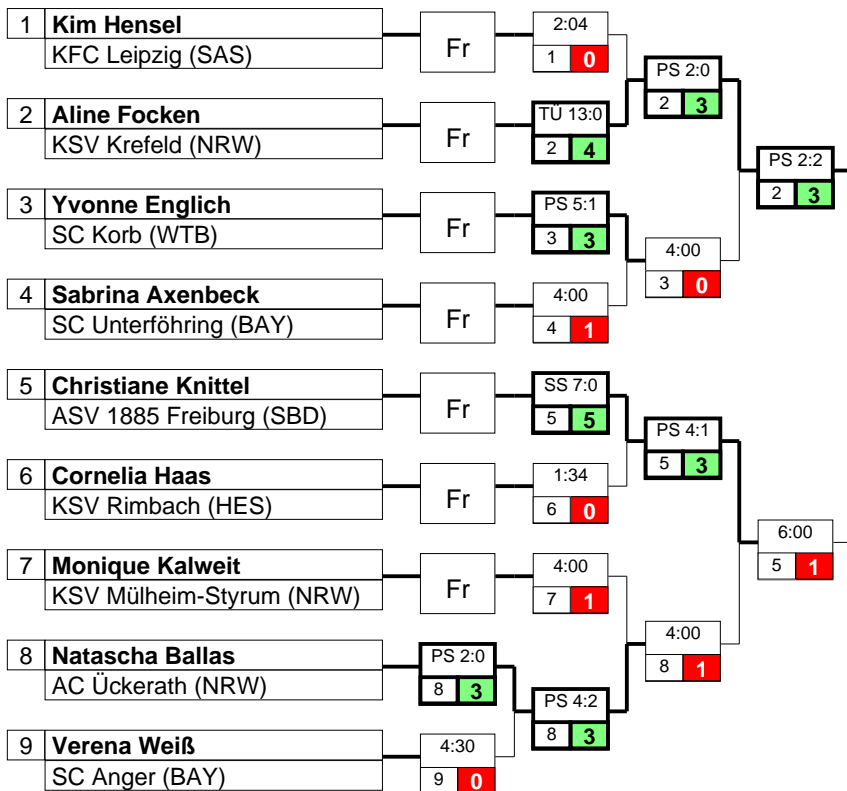 1 Kim Hensel
KFC Leipzig (SAS)
Fr
2:04
1 0
PS 2:0
2 3
2 Aline Focken
KSV Krefeld (NRW)
Fr
TÜ 13:0
2 4
PS 2:2
2 3
3 Yvonne Englich
SC Korb (WTB)
Fr
PS 5:1
3 3
4:00
3 0
4 Sabrina Axenbeck
SC Unterföhring (BAY)
Fr
4:00
4 1
5 Christiane Knittel
ASV 1885 Freiburg (SBD)
Fr
SS 7:0
5 5
PS 4:1
5 3
6 Cornelia Haas
KSV Rimbach (HES)
Fr
1:34
6 0
6:00
5 1
7 Monique Kalweit
KSV Mülheim-Styrum (NRW)
Fr
4:00
7 1
4:00
8 1
8 Natascha Ballas
AC Ückerath (NRW)
PS 2:0
8 3
PS 4:2
8 3
9 Verena Weiß
SC Anger (BAY)
4:30
9 0